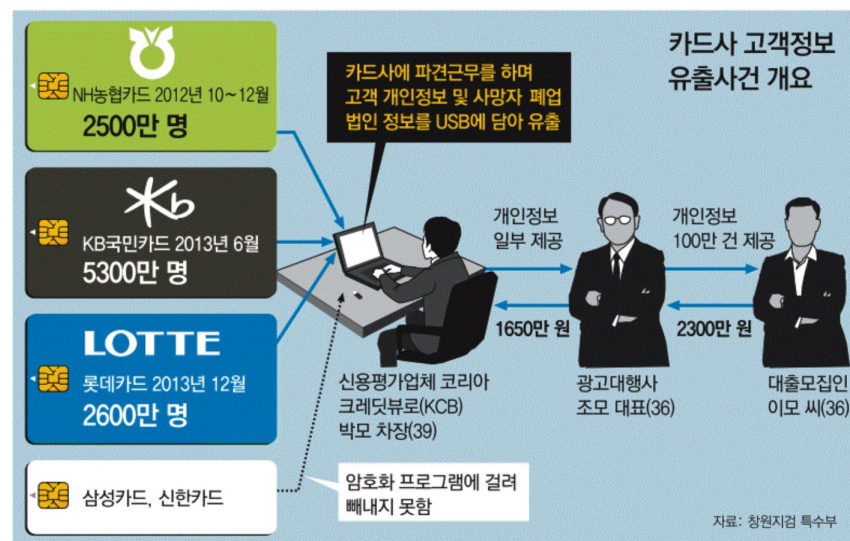 카드사 고객정보
유출사건 개요
NH농협카드 2012년 10~12월
2500만 명
Kb
KB국민카드 2013년 6월
5300만 명
LOTTE
롯데카드 2013년 12월
2600만 명
삼성카드, 신한카드
카드사에 파견근무를 하며
고객 개인정보 및 사망자 폐업
법인 정보를 USB에 담아 유출
신용평가업체 코리아
크레딧뷰로(KCB)
박모 차장(39)
암호화 프로그램에 걸려
빼내지 못함
개인정보
일부 제공
1650만 원
광고대행사
조모 대표(36)
개인정보
100만 건 제공
2300만 원
대출모집인
이모 씨(36)
자료: 창원지검 특수부